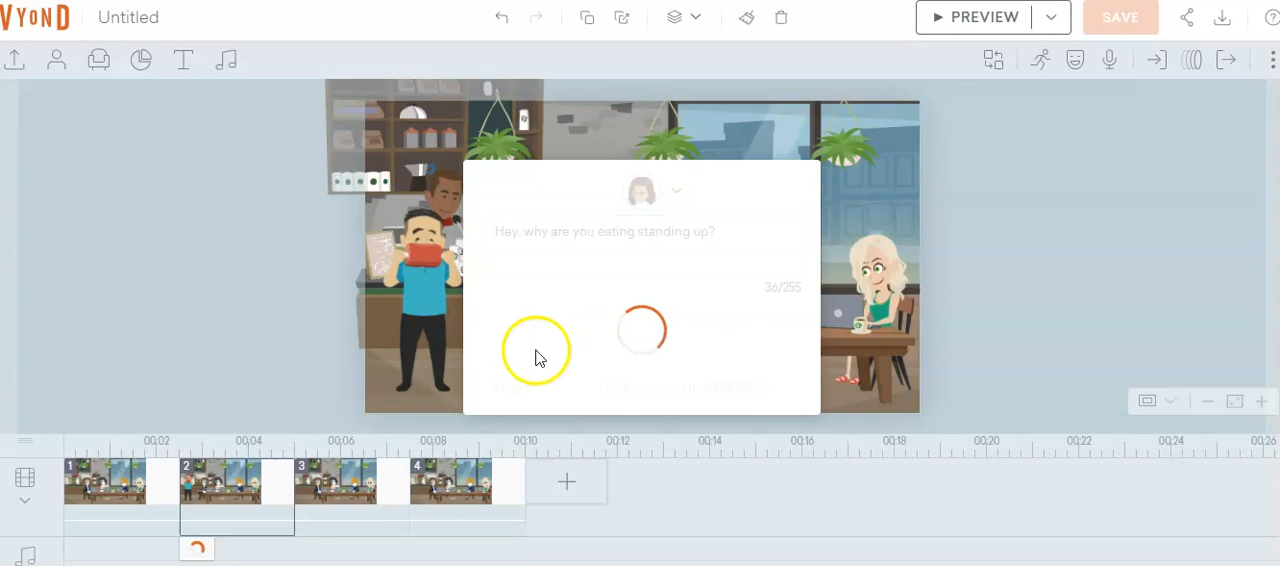 VYOND Untitled PREVIEW SAVE
Hey, why are you eating standing up?
36/255
00:02 00:04 00:06 00:08 00:10 00:12 00:14 00:16 00:18 00:20 00:22 00:24 00:26
1 2 3 4